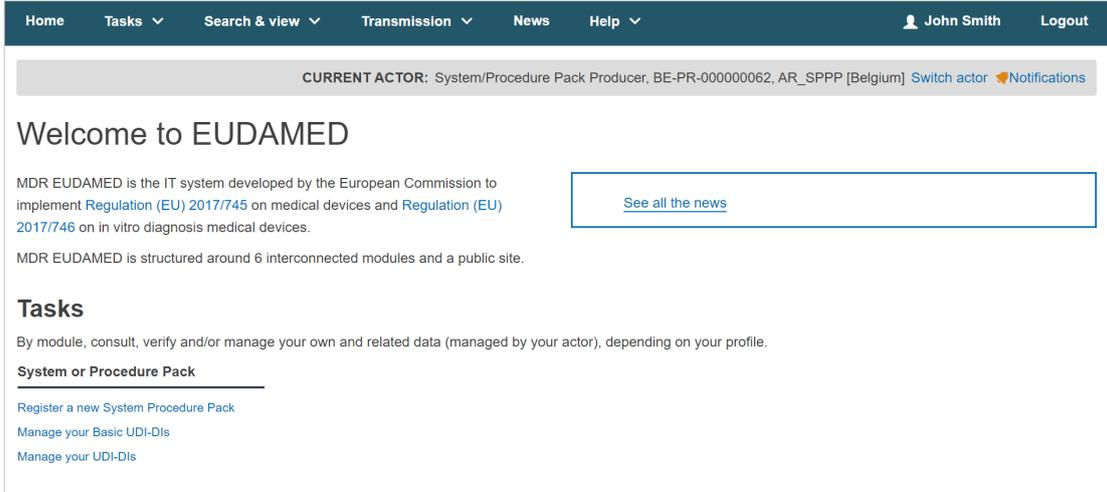 Home Tasks Search & view Transmission News Help John Smith Logout
CURRENT ACTOR: System/Procedure Pack Producer, BE-PR-000000062, AR_SPPP [Belgium] Switch actor Notifications
Welcome to EUDAMED
MDR EUDAMED is the IT system developed by the European Commission to
implement Regulation (EU) 2017/745 on medical devices and Regulation (EU)
2017/746 on in vitro diagnosis medical devices.
MDR EUDAMED is structured around 6 interconnected modules and a public site.
See all the news
Tasks
By module, consult, verify and/or manage your own and related data (managed by your actor), depending on your profile.
System or Procedure Pack
Register a new System Procedure Pack
Manage your Basic UDI-DIs
Manage your UDI-DIs